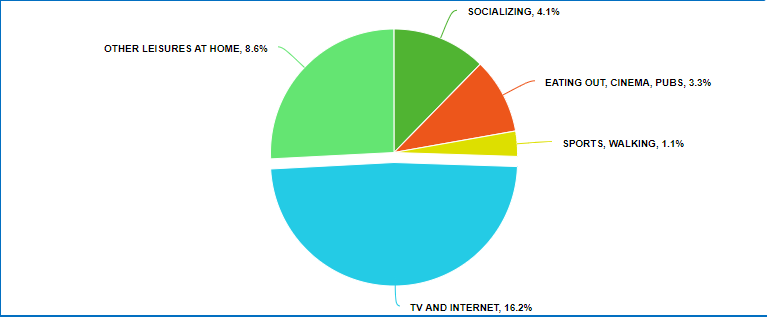 SOCIALIZING, 4.1%
OTHER LEISURES AT HOME, 8.6%
EATING OUT, CINEMA, PUBS, 3.3%
SPORTS, WALKING, 1.1%
TV AND INTERNET, 16.2%